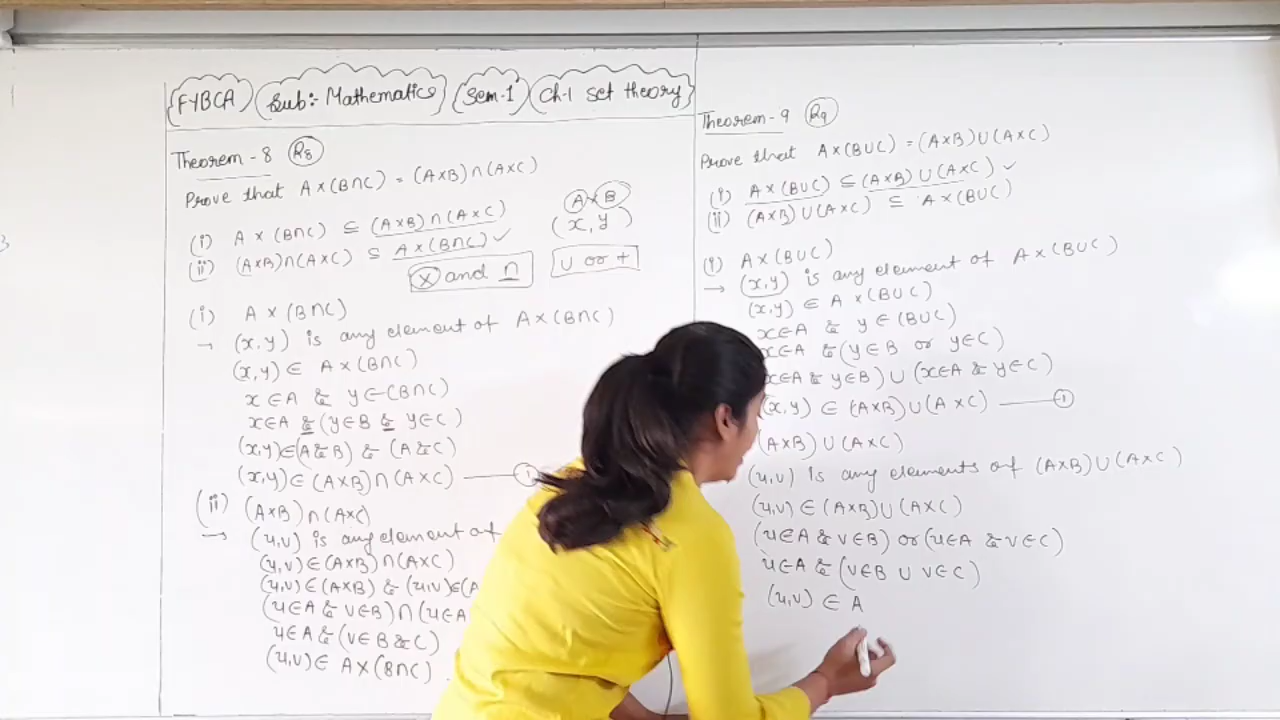 FYBCA Sub:- Mathematics Sem-1 Ch-1 set theory
Theorem-8 R8
Prove that A×(B∩C) = (A×B)∩(A×C)
(i) A×(B∩C) ⊆ (A×B)∩(A×C)
(ii) (A×B)∩(A×C) ⊆ A×(B∩C) ✓
A×B
(x,y)
× and ∩
∪ or +
(i) A×(B∩C)
→ (x,y) is any element of A×(B∩C)
(x,y) ∈ A×(B∩C)
x∈A & y∈(B∩C)
x∈A & (y∈B & y∈C)
(x,y)∈(A&B) & (A&C)
(x,y)∈(A×B)∩(A×C) — 1
(ii) (A×B)∩(A×C)
→ (u,v) is any element of
(u,v)∈(A×B)∩(A×C)
(u,v)∈(A×B) & (u,v)∈(A
(u∈A & v∈B)∩(u∈A
u∈A & (v∈B & C)
(u,v)∈ A×(B∩C)
Theorem-9 R9
Prove that A×(B∪C) = (A×B)∪(A×C)
(i) A×(B∪C) ⊆ (A×B)∪(A×C) ✓
(ii) (A×B)∪(A×C) ⊆ A×(B∪C)
(i) A×(B∪C)
→ (x,y) is any element of A×(B∪C)
(x,y) ∈ A×(B∪C)
x∈A & y∈(B∪C)
x∈A & (y∈B or y∈C)
x∈A & y∈B) ∪ (x∈A & y∈C)
(x,y) ∈ (A×B)∪(A×C) — 1
(A×B)∪(A×C)
(u,v) is any elements of (A×B)∪(A×C)
(u,v)∈(A×B)∪(A×C)
(u∈A & v∈B) or (u∈A & v∈C)
u∈A & (v∈B ∪ v∈C)
(u,v) ∈ A